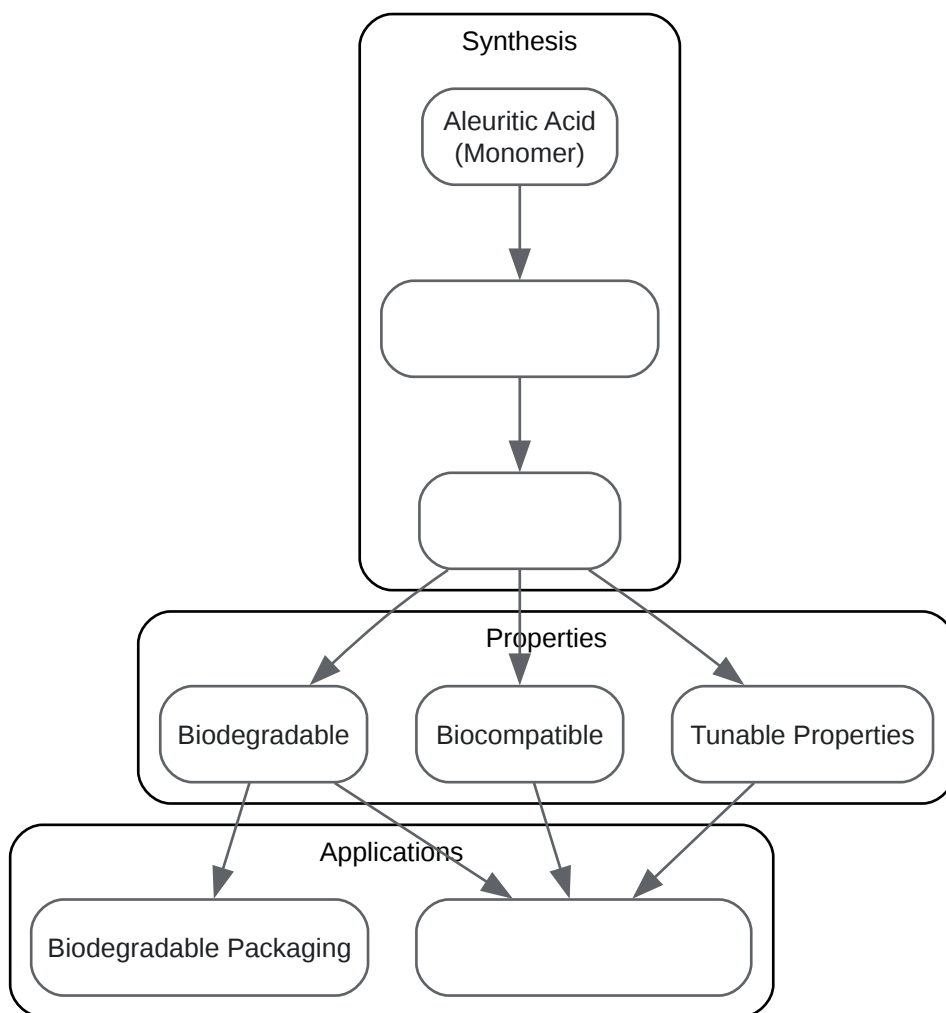 Synthesis
Aleuritic Acid
(Monomer)
Properties
Biodegradable
Biocompatible
Tunable Properties
Applications
Biodegradable Packaging